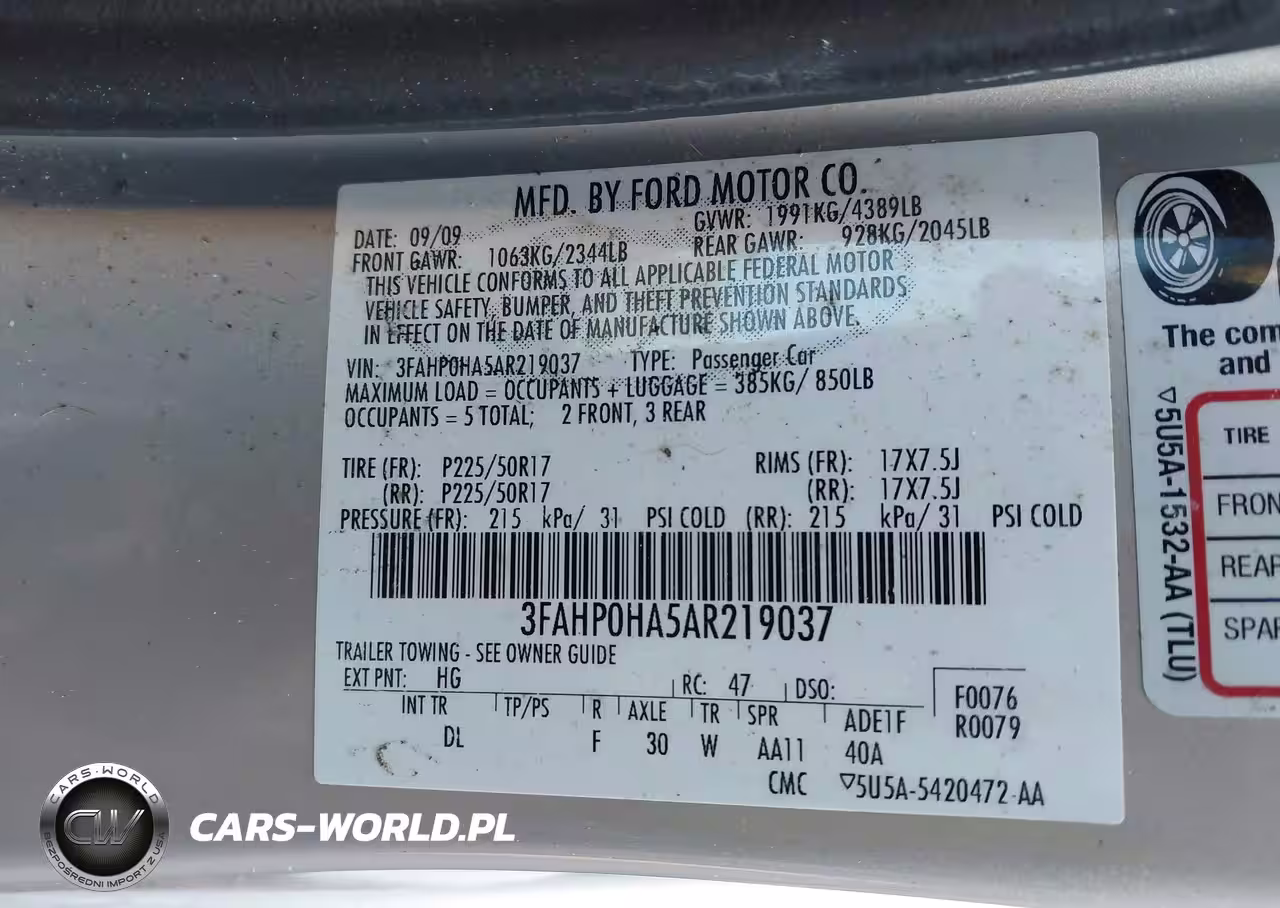 MFD. BY FORD MOTOR CO.
DATE: 09/09 GVWR: 1991KG/4389LB
FRONT GAWR: 1063KG/2344LB REAR GAWR: 928KG/2045LB
THIS VEHICLE CONFORMS TO ALL APPLICABLE FEDERAL MOTOR
VEHICLE SAFETY, BUMPER, AND THEFT PREVENTION STANDARDS
IN EFFECT ON THE DATE OF MANUFACTURE SHOWN ABOVE.
VIN: 3FAHP0HA5AR219037 TYPE: Passenger Car
MAXIMUM LOAD = OCCUPANTS + LUGGAGE = 385KG/ 850LB
OCCUPANTS = 5 TOTAL; 2 FRONT, 3 REAR
TIRE (FR): P225/50R17 RIMS (FR): 17X7.5J
(RR): P225/50R17 (RR): 17X7.5J
PRESSURE (FR): 215 kPa/ 31 PSI COLD (RR): 215 kPa/ 31 PSI COLD
3FAHP0HA5AR219037
TRAILER TOWING - SEE OWNER GUIDE
EXT PNT: HG RC: 47 DSO:
F0076
R0079
INT TR TP/PS R AXLE TR SPR ADE1F
DL F 30 W AA11 40A
CMC ▽5U5A-5420472-AA
The com
and
▽5U5A-1532-AA (TLU)
TIRE
FRON
REAR
SPAR
CARS-WORLD
CW
BEZPOŚREDNI IMPORT Z USA
CARS-WORLD.PL